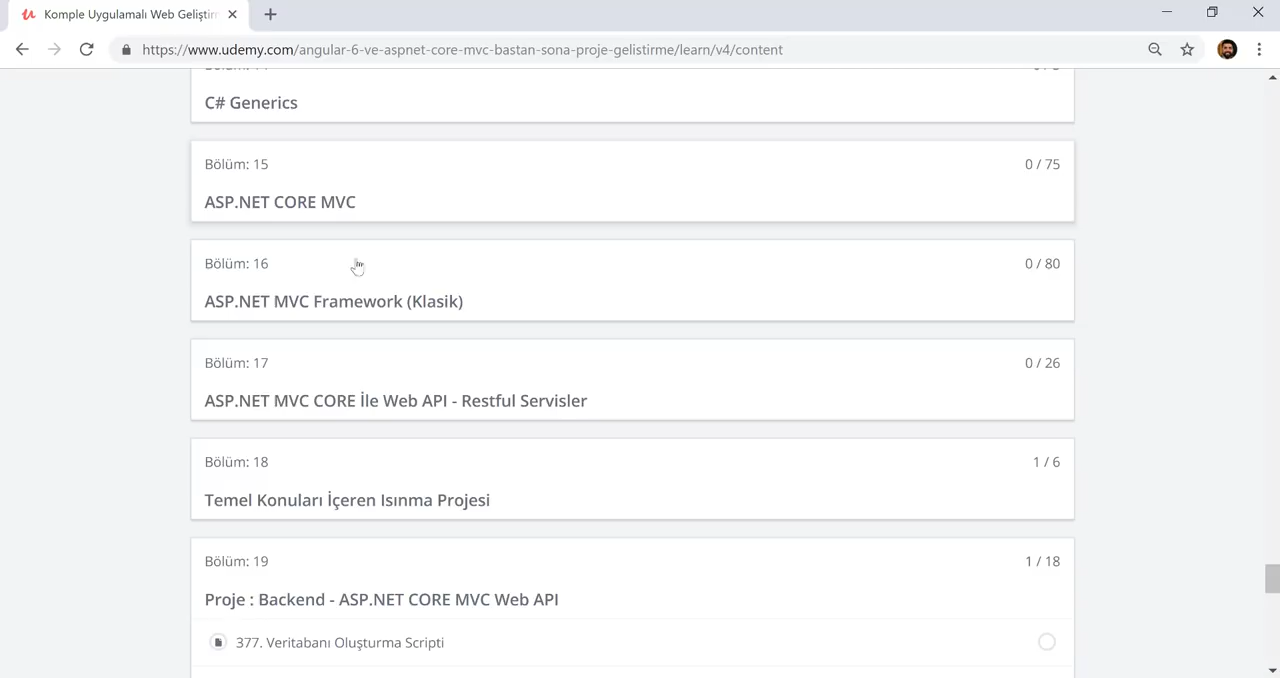 Komple Uygulamalı Web Geliştirm
https://www.udemy.com/angular-6-ve-aspnet-core-mvc-bastan-sona-proje-gelistirme/learn/v4/content
C# Generics
Bölüm: 15 0 / 75
ASP.NET CORE MVC
Bölüm: 16 0 / 80
ASP.NET MVC Framework (Klasik)
Bölüm: 17 0 / 26
ASP.NET MVC CORE İle Web API - Restful Servisler
Bölüm: 18 1 / 6
Temel Konuları İçeren Isınma Projesi
Bölüm: 19 1 / 18
Proje : Backend - ASP.NET CORE MVC Web API
377. Veritabanı Oluşturma Scripti